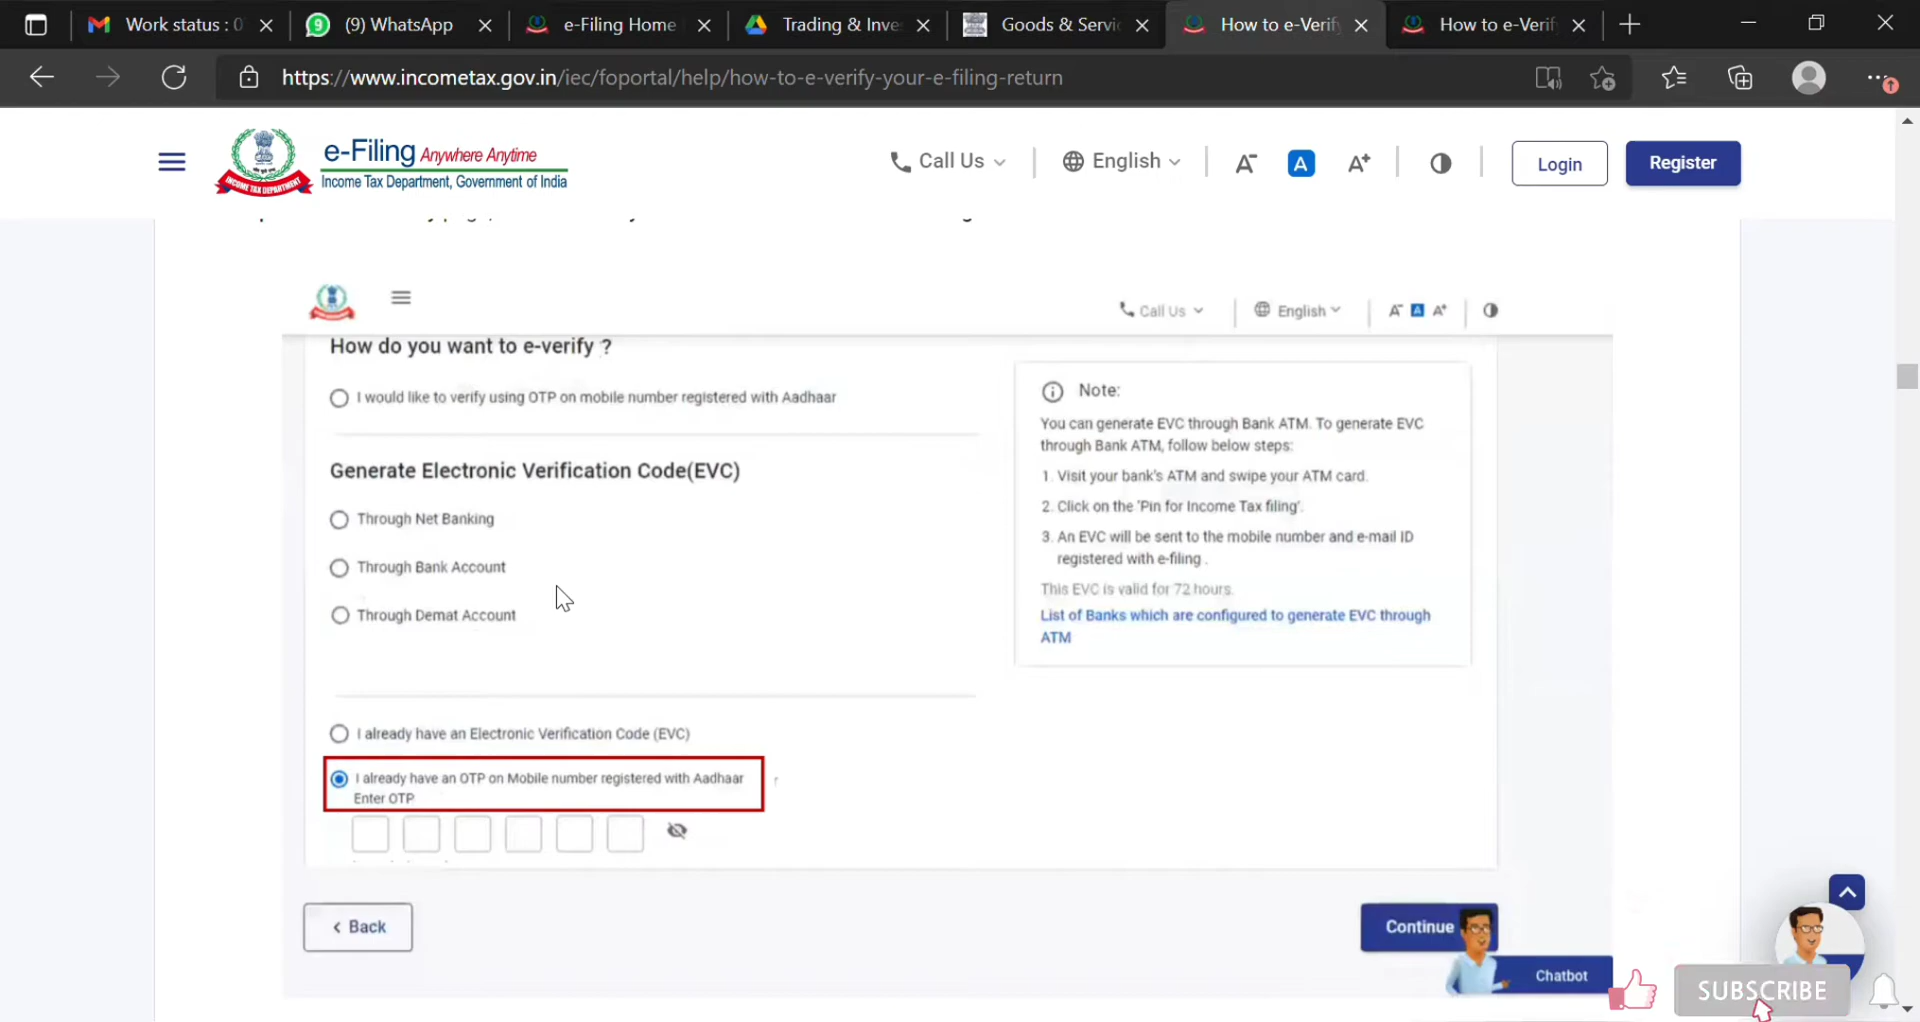 Work status : 0
(9) WhatsApp
e-Filing Home
Trading & Inve
Goods & Servic
How to e-Verify
How to e-Verif
https://www.incometax.gov.in/iec/foportal/help/how-to-e-verify-your-e-filing-return
e-Filing Anywhere Anytime
Income Tax Department, Government of India
INCOME TAX DEPARTMENT
Call Us
English
A-
A
A+
Login
Register
Call Us
English
A-
A
A+
How do you want to e-verify ?
I would like to verify using OTP on mobile number registered with Aadhaar
Generate Electronic Verification Code(EVC)
Through Net Banking
Through Bank Account
Through Demat Account
I already have an Electronic Verification Code (EVC)
I already have an OTP on Mobile number registered with Aadhaar
Enter OTP
Note:
You can generate EVC through Bank ATM. To generate EVC
through Bank ATM, follow below steps:
1. Visit your bank's ATM and swipe your ATM card.
2. Click on the 'Pin for Income Tax filing'.
3. An EVC will be sent to the mobile number and e-mail ID
registered with e-filing .
This EVC is valid for 72 hours.
List of Banks which are configured to generate EVC through
ATM
< Back
Continue
Chatbot
SUBSCRIBE